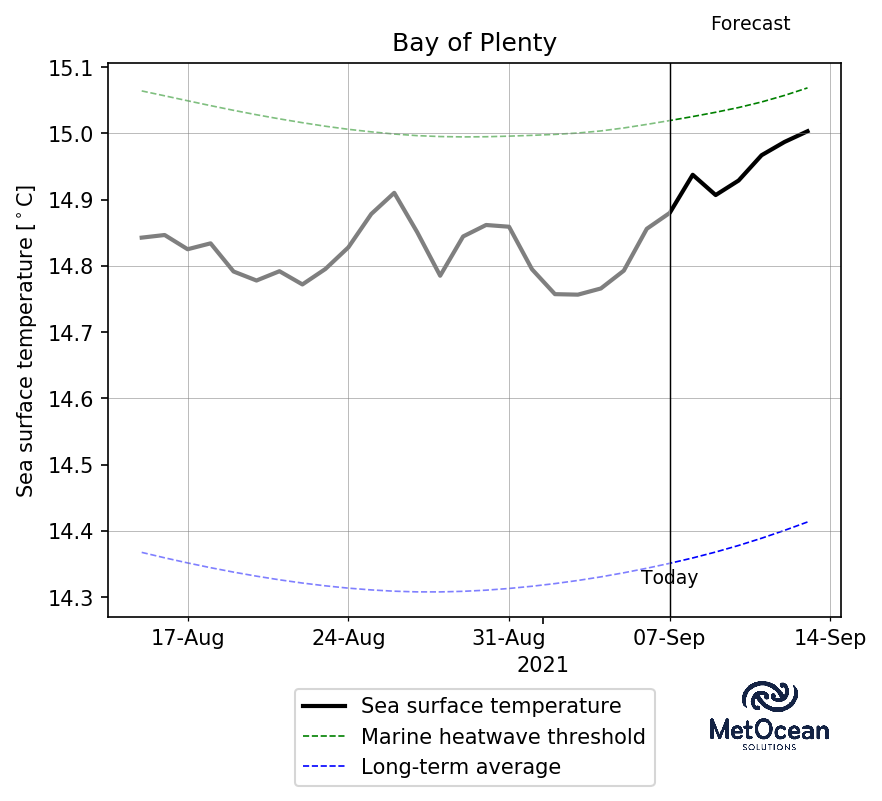 Forecast
Bay of Plenty
Sea surface temperature [°C]
15.1
15.0
14.9
14.8
14.7
14.6
14.5
14.4
14.3
Today
17-Aug 24-Aug 31-Aug 07-Sep 14-Sep
2021
Sea surface temperature
Marine heatwave threshold
Long-term average
MetOcean
SOLUTIONS